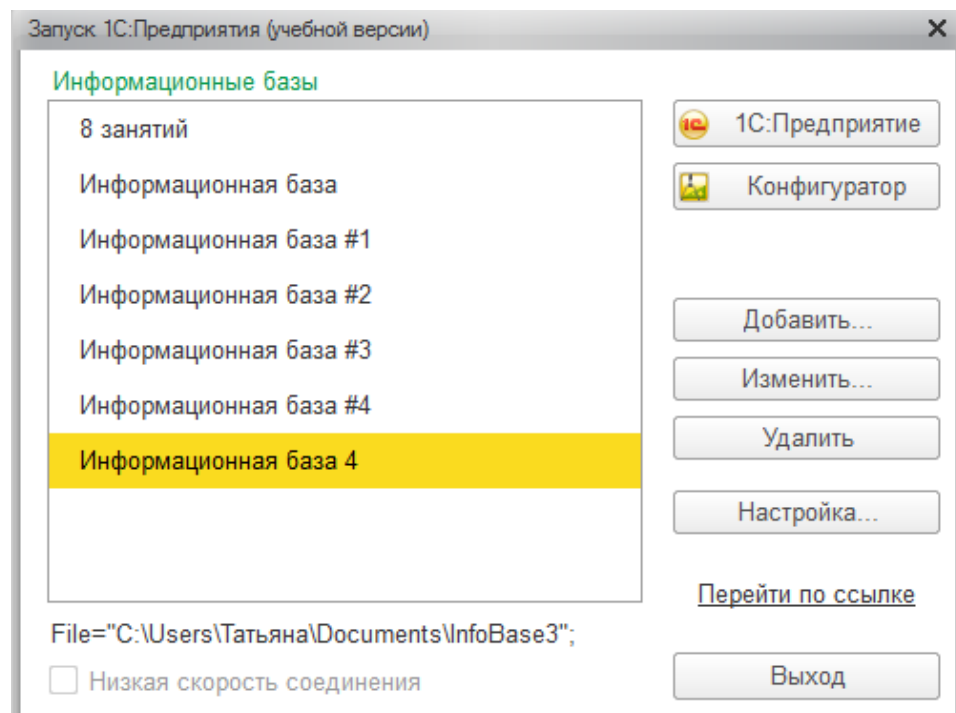 Запуск 1С:Предприятия (учебной версии)
Информационные базы
8 занятий
Информационная база
Информационная база #1
Информационная база #2
Информационная база #3
Информационная база #4
Информационная база 4
File="C:\Users\Татьяна\Documents\InfoBase3";
Низкая скорость соединения
1С:Предприятие
Конфигуратор
Добавить...
Изменить...
Удалить
Настройка...
Перейти по ссылке
Выход